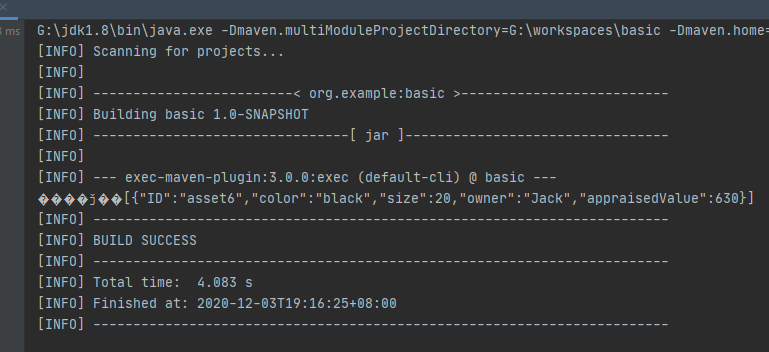 ms
G:\jdk1.8\bin\java.exe -Dmaven.multiModuleProjectDirectory=G:\workspaces\basic -Dmaven.home=
[INFO] Scanning for projects...
[INFO]
[INFO] -------------------------< org.example:basic >--------------------------
[INFO] Building basic 1.0-SNAPSHOT
[INFO] --------------------------------[ jar ]---------------------------------
[INFO]
[INFO] --- exec-maven-plugin:3.0.0:exec (default-cli) @ basic ---
����ǰ��[{"ID":"asset6","color":"black","size":20,"owner":"Jack","appraisedValue":630}]
[INFO] ------------------------------------------------------------------------
[INFO] BUILD SUCCESS
[INFO] ------------------------------------------------------------------------
[INFO] Total time:  4.083 s
[INFO] Finished at: 2020-12-03T19:16:25+08:00
[INFO] ------------------------------------------------------------------------